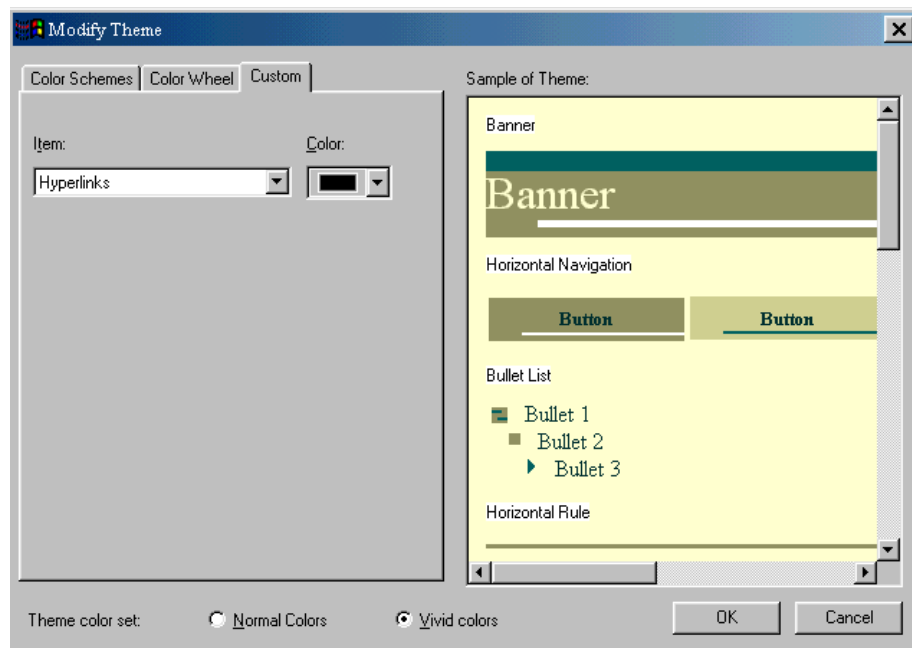 Modify Theme
Color Schemes
Color Wheel
Custom
Item:
Color:
Hyperlinks
Sample of Theme:
Banner
Banner
Horizontal Navigation
Button
Button
Bullet List
Bullet 1
Bullet 2
Bullet 3
Horizontal Rule
Theme color set:
Normal Colors
Vivid colors
OK
Cancel